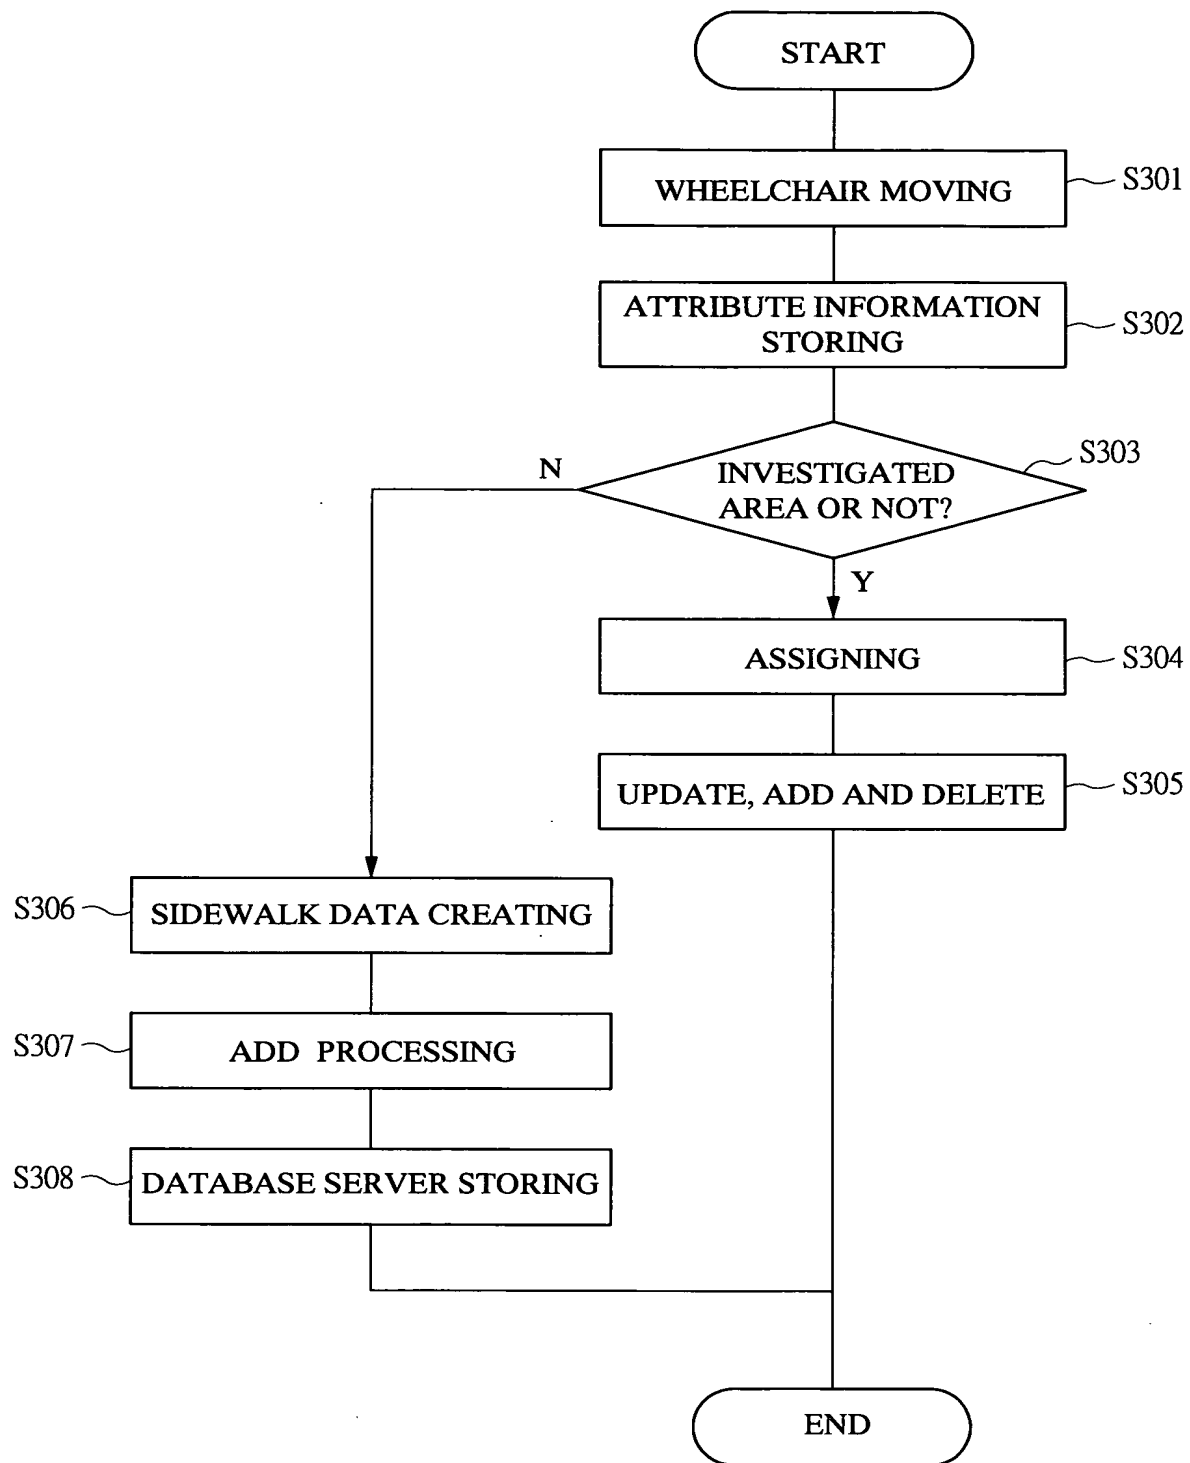 START
WHEELCHAIR MOVING
S301
ATTRIBUTE INFORMATION
STORING
S302
INVESTIGATED
AREA OR NOT?
S303
N
Y
ASSIGNING
S304
UPDATE, ADD AND DELETE
S305
S306
SIDEWALK DATA CREATING
S307
ADD PROCESSING
S308
DATABASE SERVER STORING
END